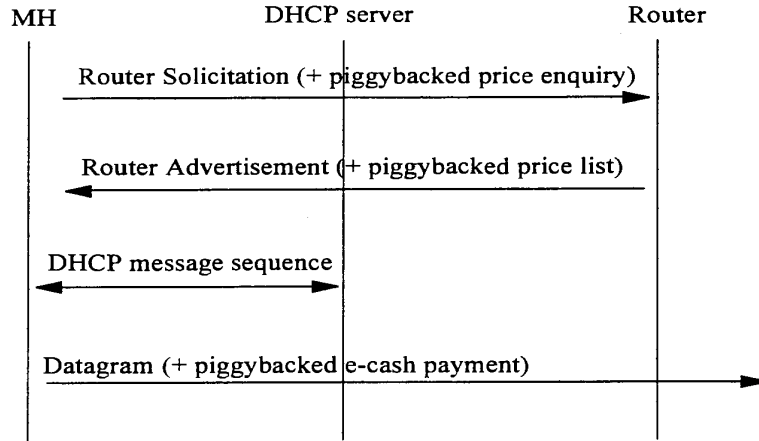 MH DHCP server Router
Router Solicitation (+ piggybacked price enquiry)
Router Advertisement (+ piggybacked price list)
DHCP message sequence
Datagram (+ piggybacked e-cash payment)